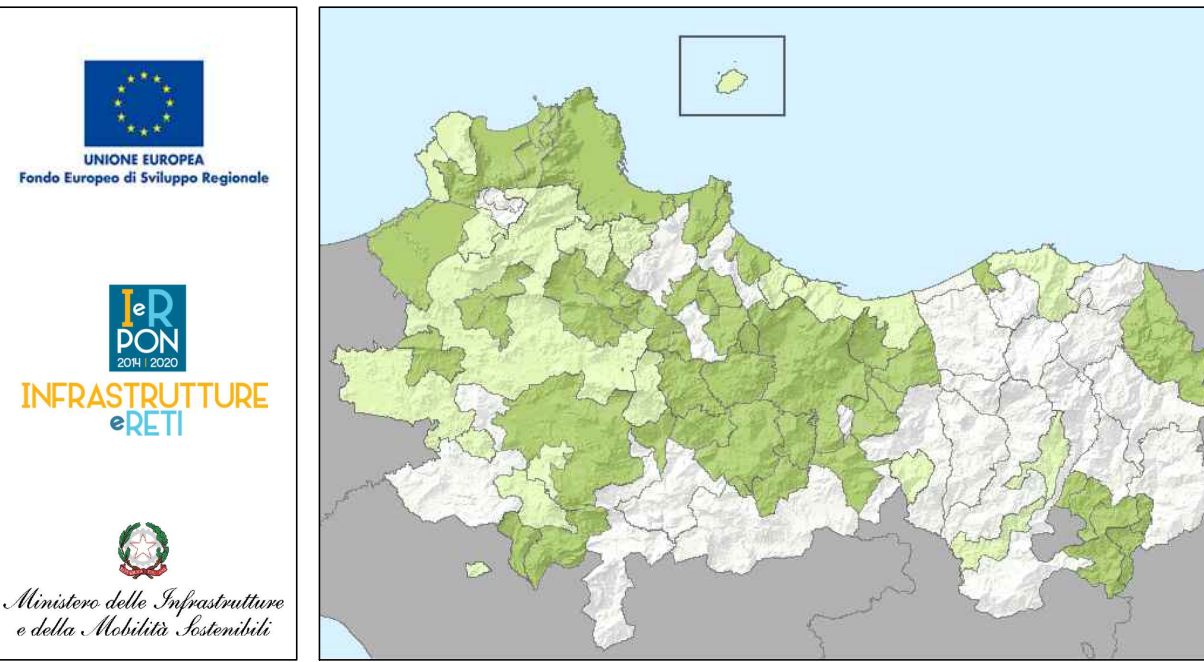 UNIONE EUROPEA
Fondo Europeo di Sviluppo Regionale
IeR
PON
2014 | 2020
INFRASTRUTTURE
eRETI
Ministero delle Infrastrutture
e della Mobilità Sostenibili